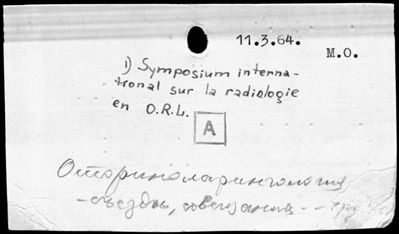 11.3.64.
M.O.
1) Symposium interna-
tional sur la radiologie
en O.R.L.
A
Оториноларингология
-съезды, совещания -